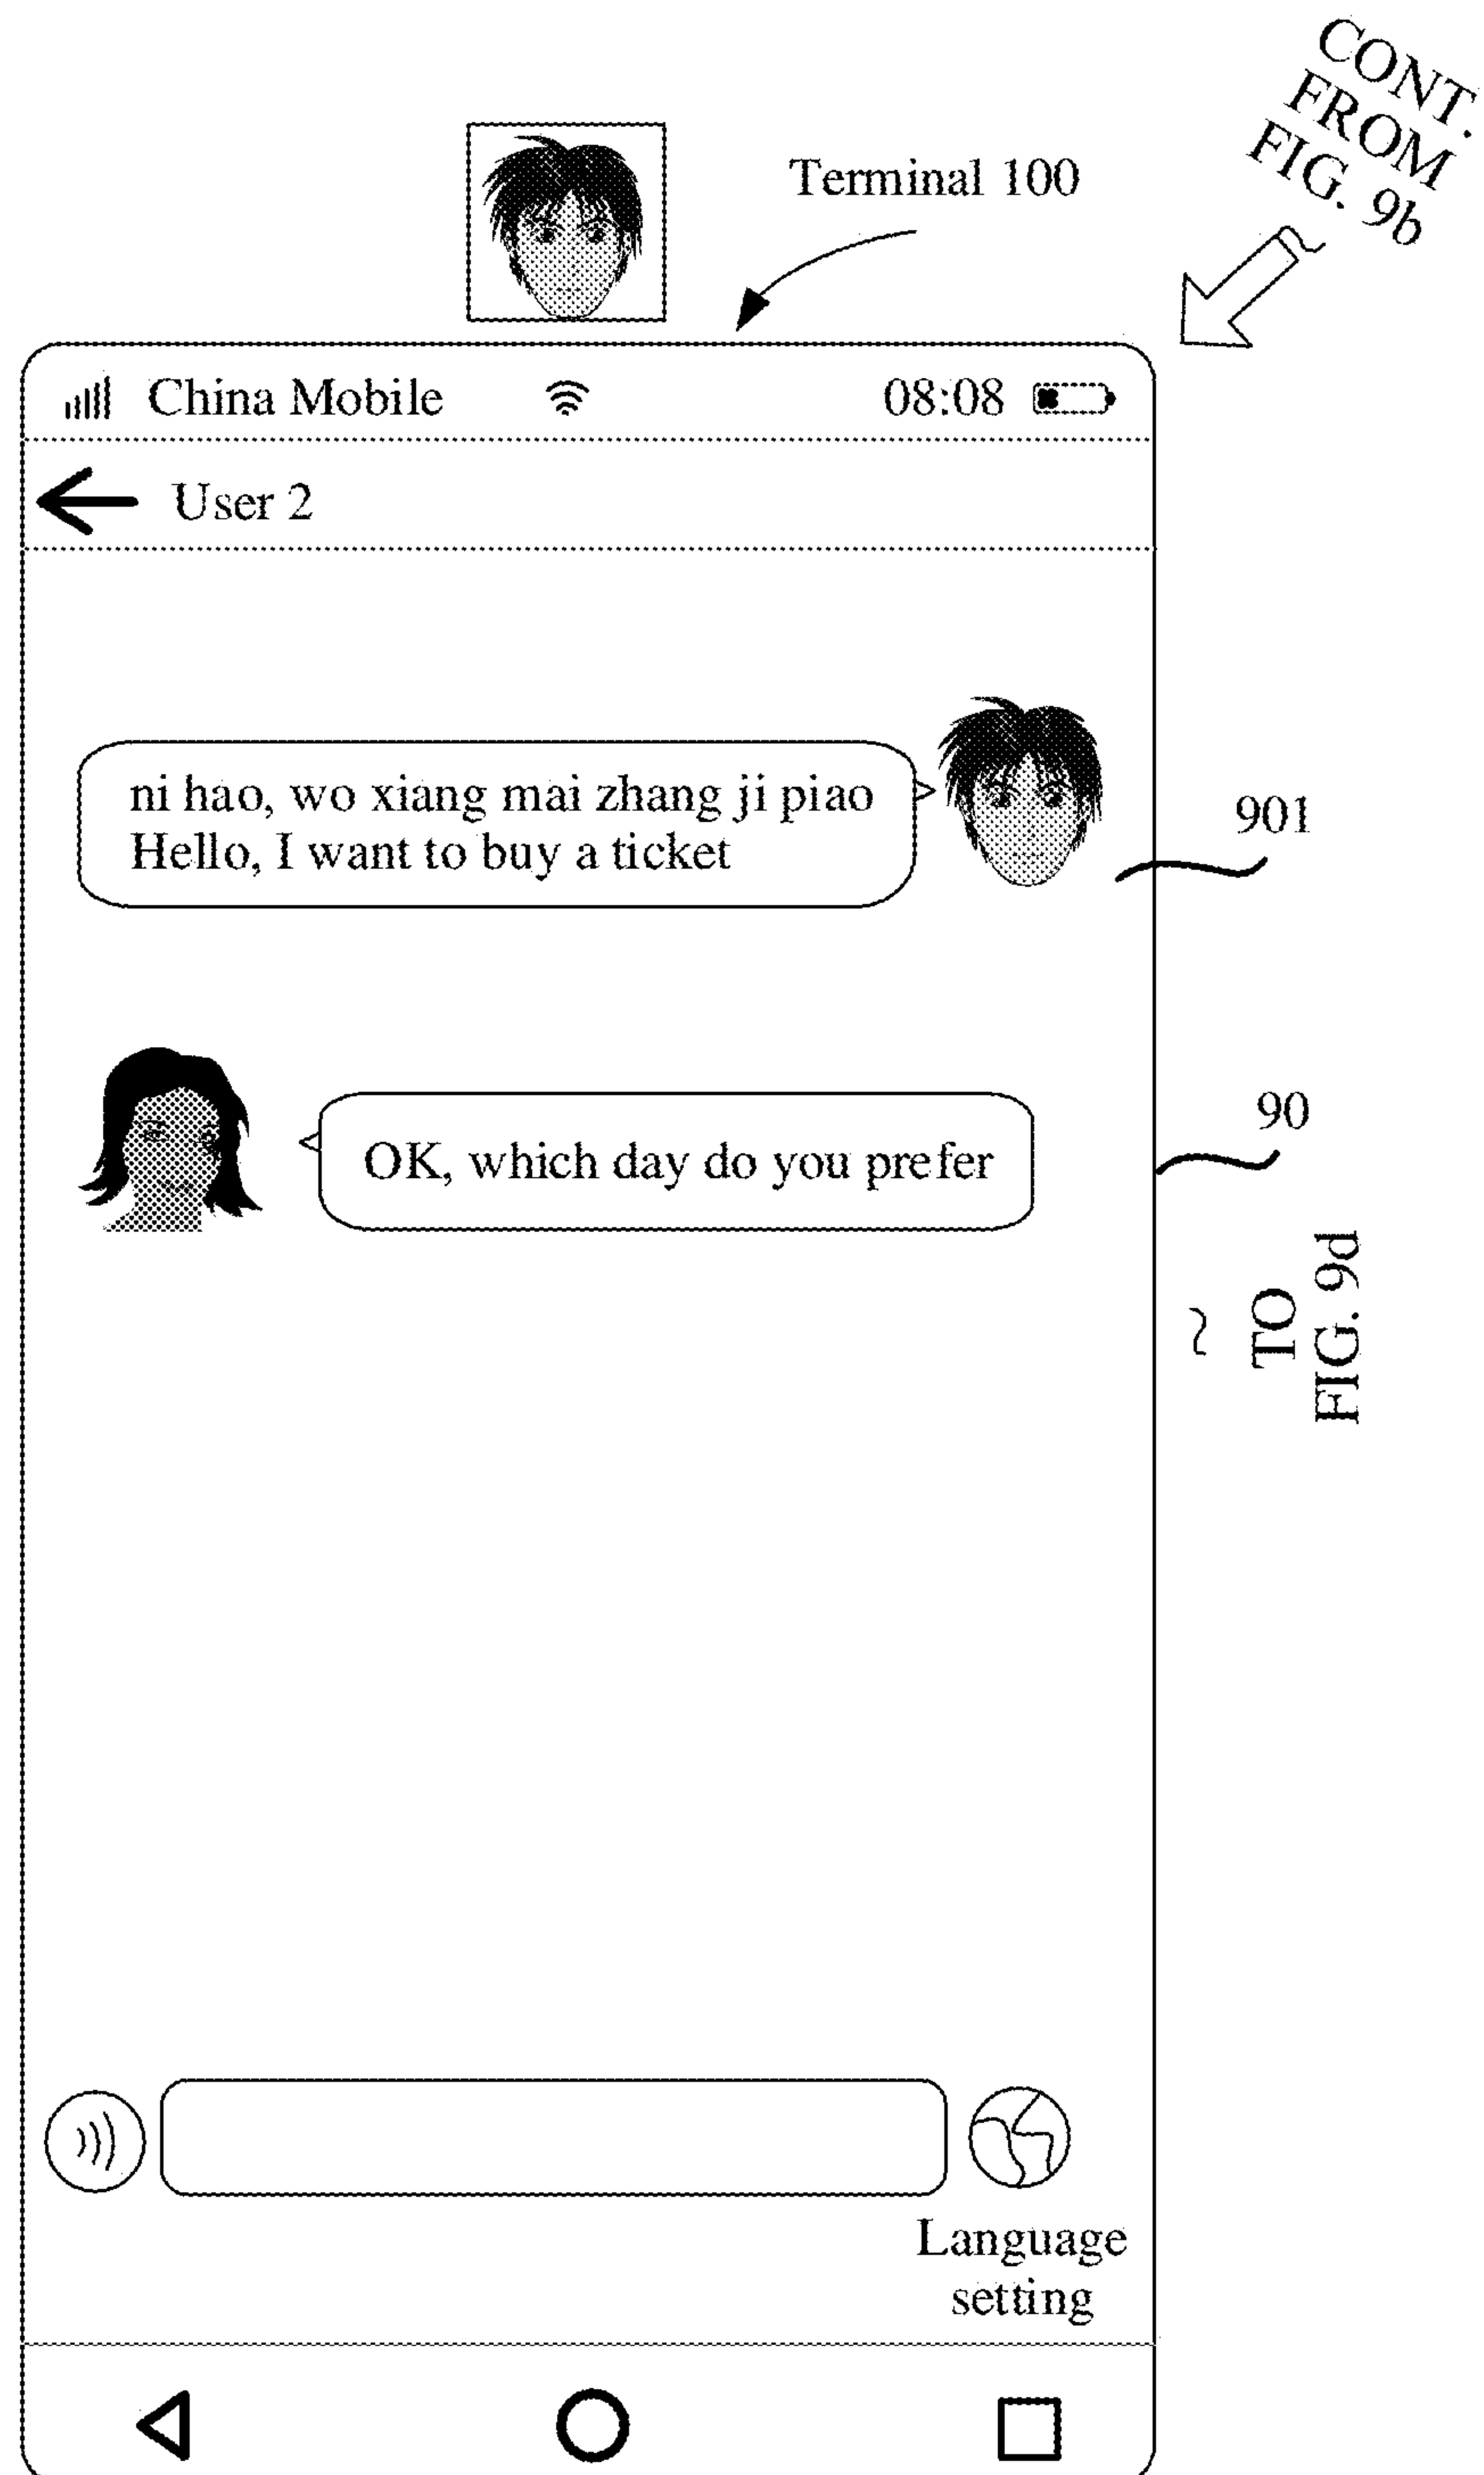 CONT.
FROM
FIG. 9b
Terminal 100
China Mobile 08:08
User 2
ni hao, wo xiang mai zhang ji piao
Hello, I want to buy a ticket
901
OK, which day do you prefer
90
TO
FIG. 9d
Language
setting